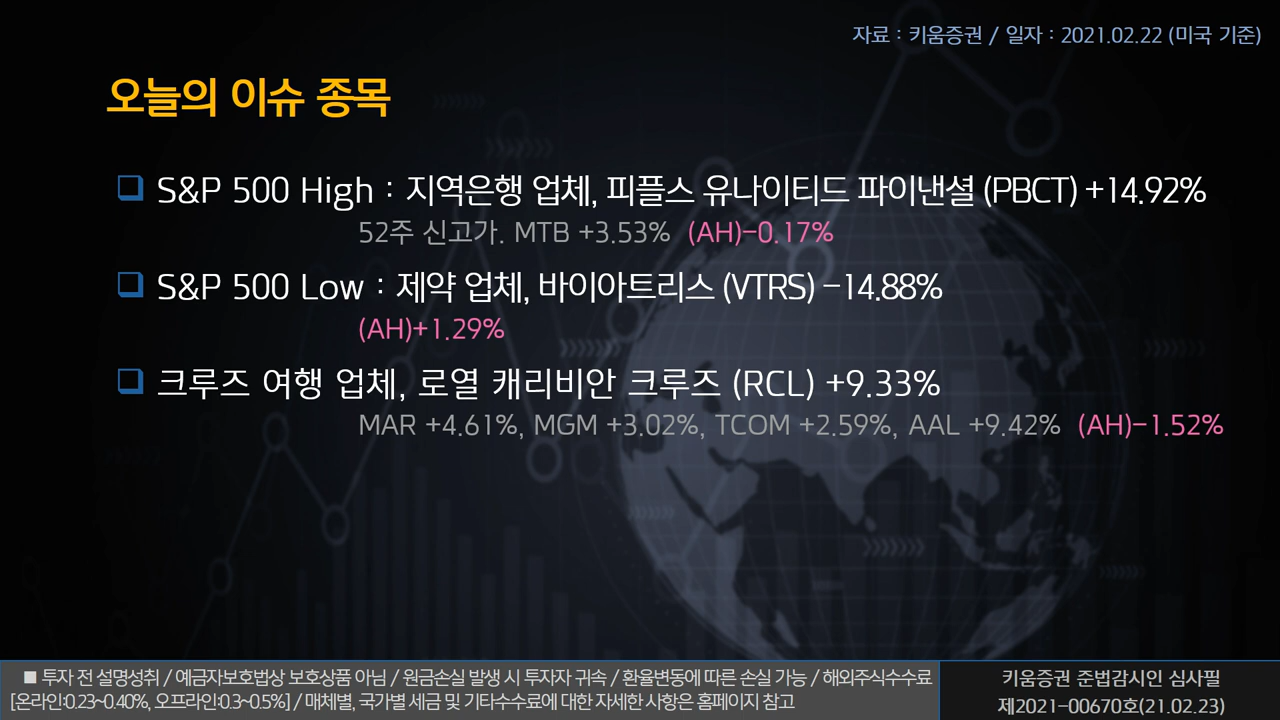 자료 : 키움증권 / 일자 : 2021.02.22 (미국 기준)
오늘의 이슈 종목
❑ S&P 500 High : 지역은행 업체, 피플스 유나이티드 파이낸셜 (PBCT) +14.92%
52주 신고가. MTB +3.53% (AH)-0.17%
❑ S&P 500 Low : 제약 업체, 바이아트리스 (VTRS) -14.88%
(AH)+1.29%
❑ 크루즈 여행 업체, 로열 캐리비안 크루즈 (RCL) +9.33%
MAR +4.61%, MGM +3.02%, TCOM +2.59%, AAL +9.42% (AH)-1.52%
■ 투자 전 설명성취 / 예금자보호법상 보호상품 아님 / 원금손실 발생 시 투자자 귀속 / 환율변동에 따른 손실 가능 / 해외주식수수료
[온라인:0.23~0.40%, 오프라인:0.3~0.5%] / 매체별, 국가별 세금 및 기타수수료에 대한 자세한 사항은 홈페이지 참고
키움증권 준법감시인 심사필
제2021-00670호(21.02.23)